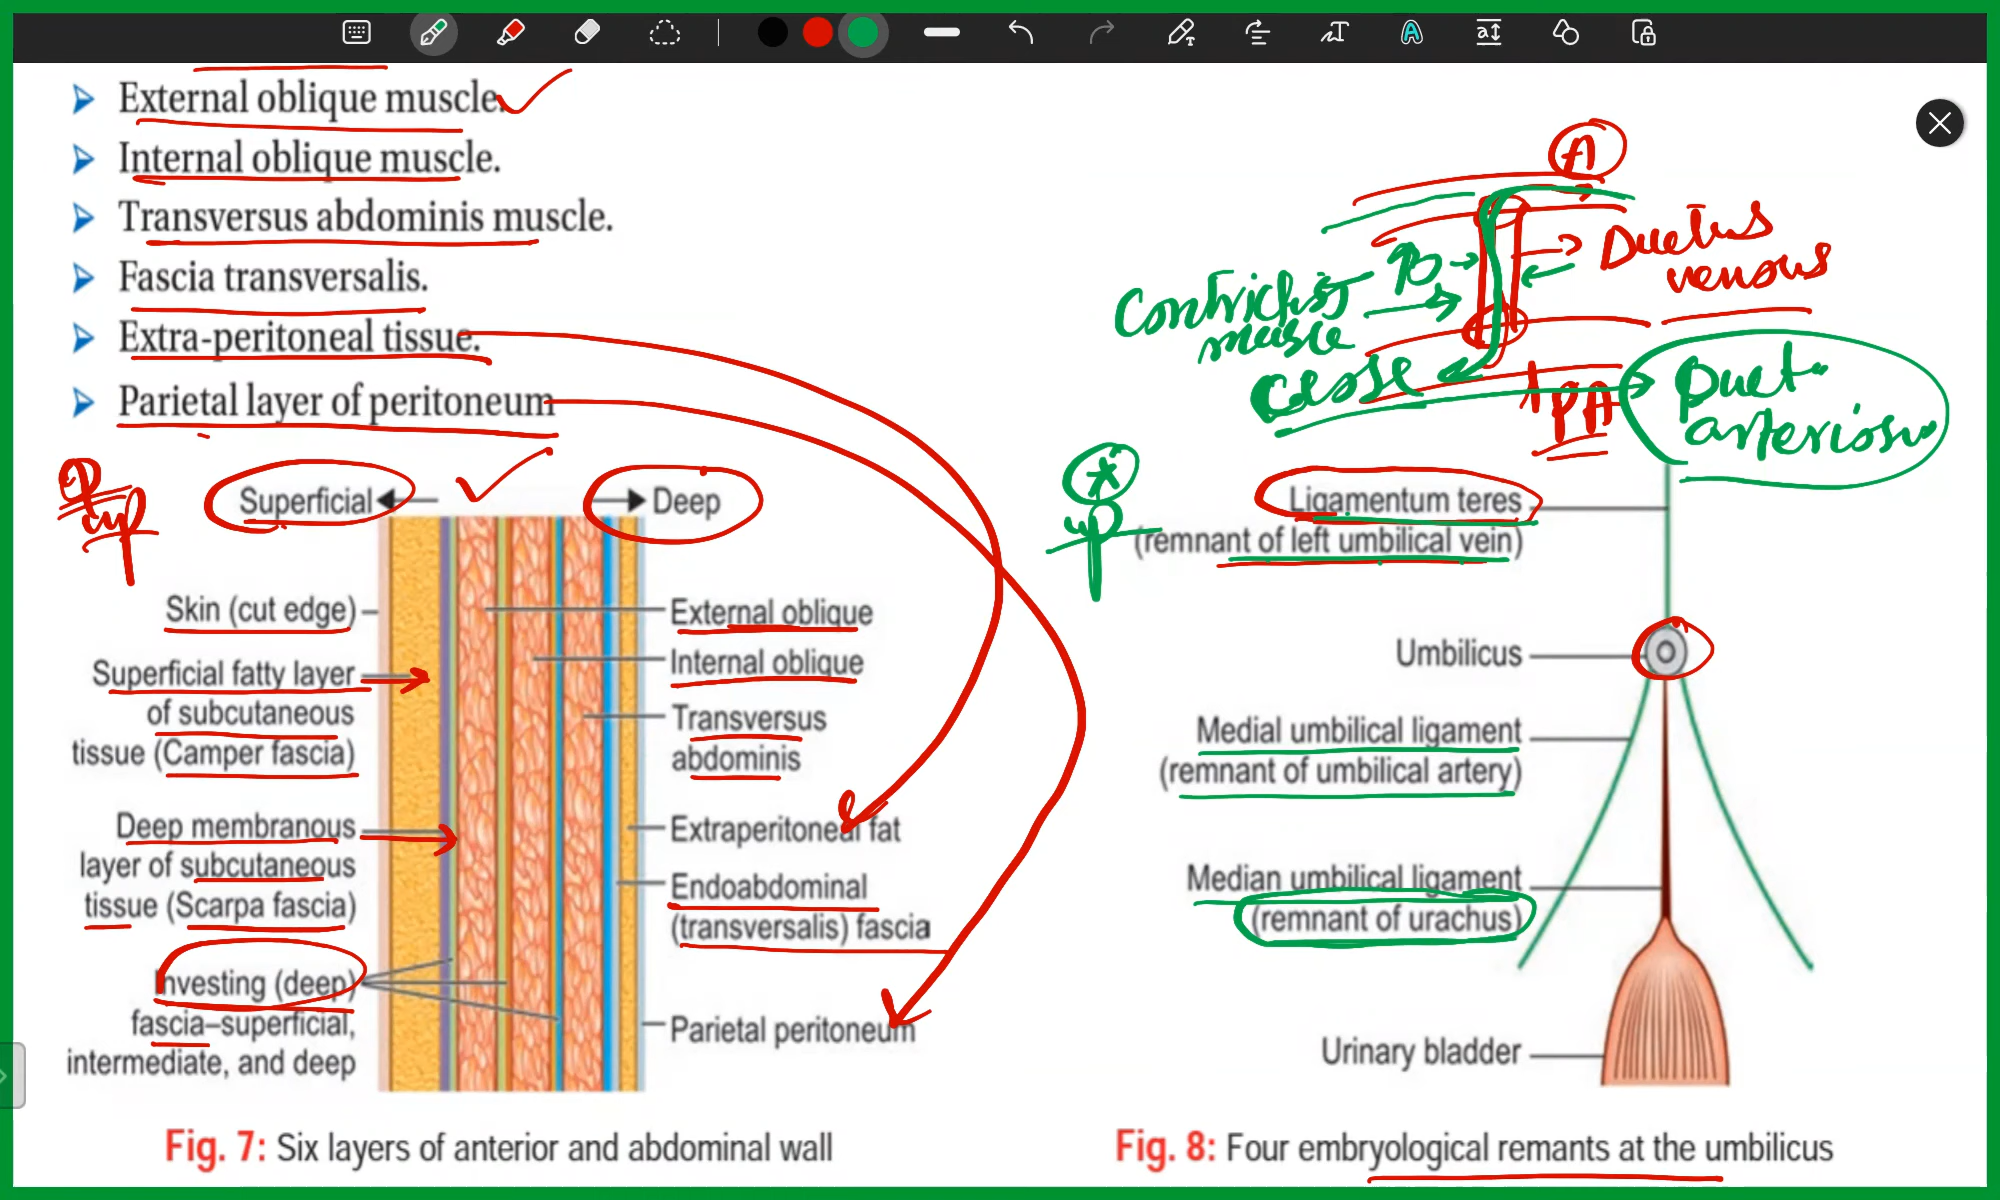 External oblique muscle.
Internal oblique muscle.
Transversus abdominis muscle.
Fascia transversalis.
Extra-peritoneal tissue.
Parietal layer of peritoneum
Superficial
Deep
Skin (cut edge)
Superficial fatty layer
of subcutaneous
tissue (Camper fascia)
Deep membranous
layer of subcutaneous
tissue (Scarpa fascia)
Investing (deep)
fascia–superficial,
intermediate, and deep
External oblique
Internal oblique
Transversus
abdominis
Extraperitoneal fat
Endoabdominal
(transversalis) fascia
Parietal peritoneum
Fig. 7: Six layers of anterior and abdominal wall
A
Ductus
venous
muscle
Close
PA
Duct
arteriosu
Ligamentum teres
(remnant of left umbilical vein)
Umbilicus
Medial umbilical ligament
(remnant of umbilical artery)
Median umbilical ligament
(remnant of urachus)
Urinary bladder
Fig. 8: Four embryological remants at the umbilicus